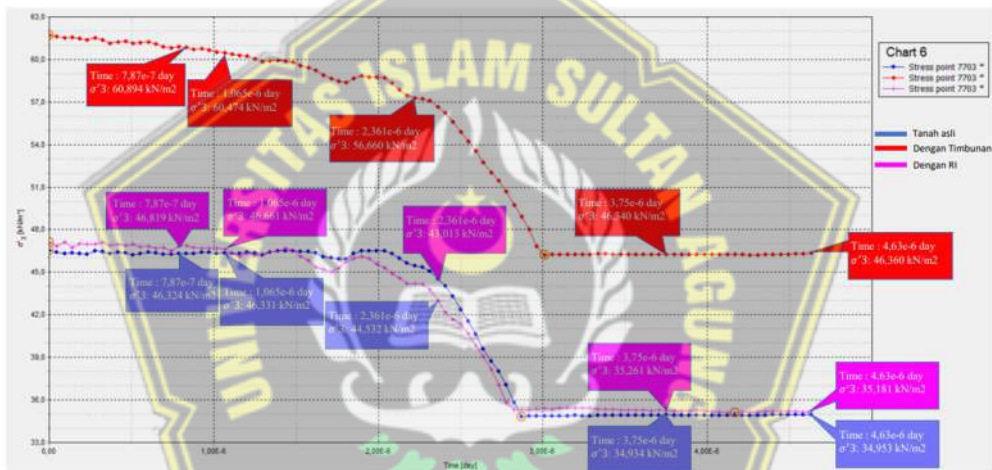 63,0
60,0
57,0
54,0
51,0
48,0
45,0
42,0
39,0
36,0
33,0
σ'3 [kN/m²]
0,00
1,00E-6
2,00E-6
3,00E-6
4,00E-6
Time [day]
Time : 7,87e-7 day
σ'3: 60,894 kN/m2
Time : 1,065e-6 day
σ'3: 60,474 kN/m2
Time : 2,361e-6 day
σ'3: 56,660 kN/m2
Time : 3,75e-6 day
σ'3: 46,340 kN/m2
Time : 4,63e-6 day
σ'3: 46,360 kN/m2
Time : 7,87e-7 day
σ'3: 46,819 kN/m2
Time : 1,065e-6 day
σ'3: 46,661 kN/m2
Time : 2,361e-6 day
σ'3: 43,013 kN/m2
Time : 3,75e-6 day
σ'3: 35,261 kN/m2
Time : 4,63e-6 day
σ'3: 35,181 kN/m2
Time : 7,87e-7 day
σ'3: 46,324 kN/m2
Time : 1,065e-6 day
σ'3: 46,331 kN/m2
Time : 2,361e-6 day
σ'3: 44,532 kN/m2
Time : 3,75e-6 day
σ'3: 34,934 kN/m2
Time : 4,63e-6 day
σ'3: 34,953 kN/m2
Chart 6
Stress point 7703 *
Stress point 7703 *
Stress point 7703 *
Tanah asli
Dengan Timbunan
Dengan RI
UNIVERSITAS ISLAM SULTAN AGUNG